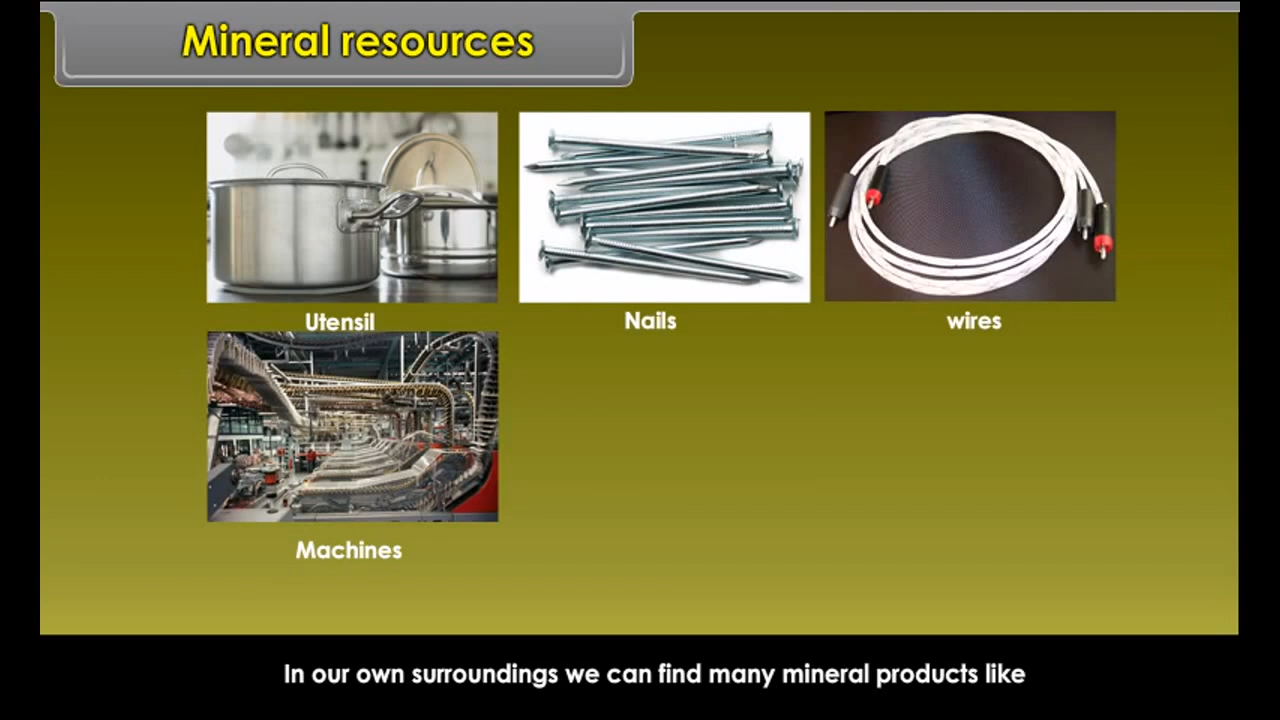 Mineral resources
Utensil
Nails
wires
Machines
In our own surroundings we can find many mineral products like